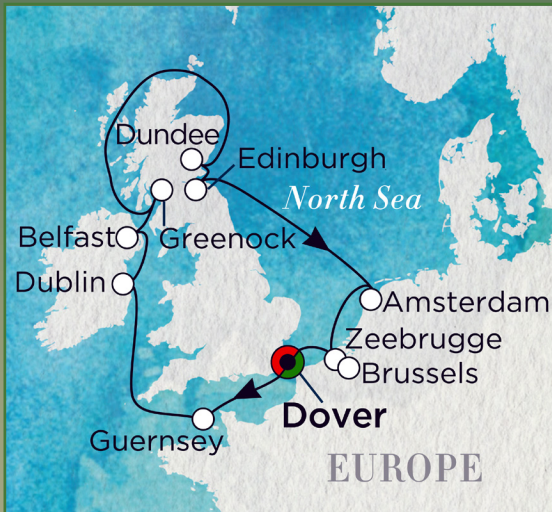 Dundee
Edinburgh
North Sea
Belfast
Greenock
Dublin
Amsterdam
Zeebrugge
Brussels
Dover
Guernsey
EUROPE